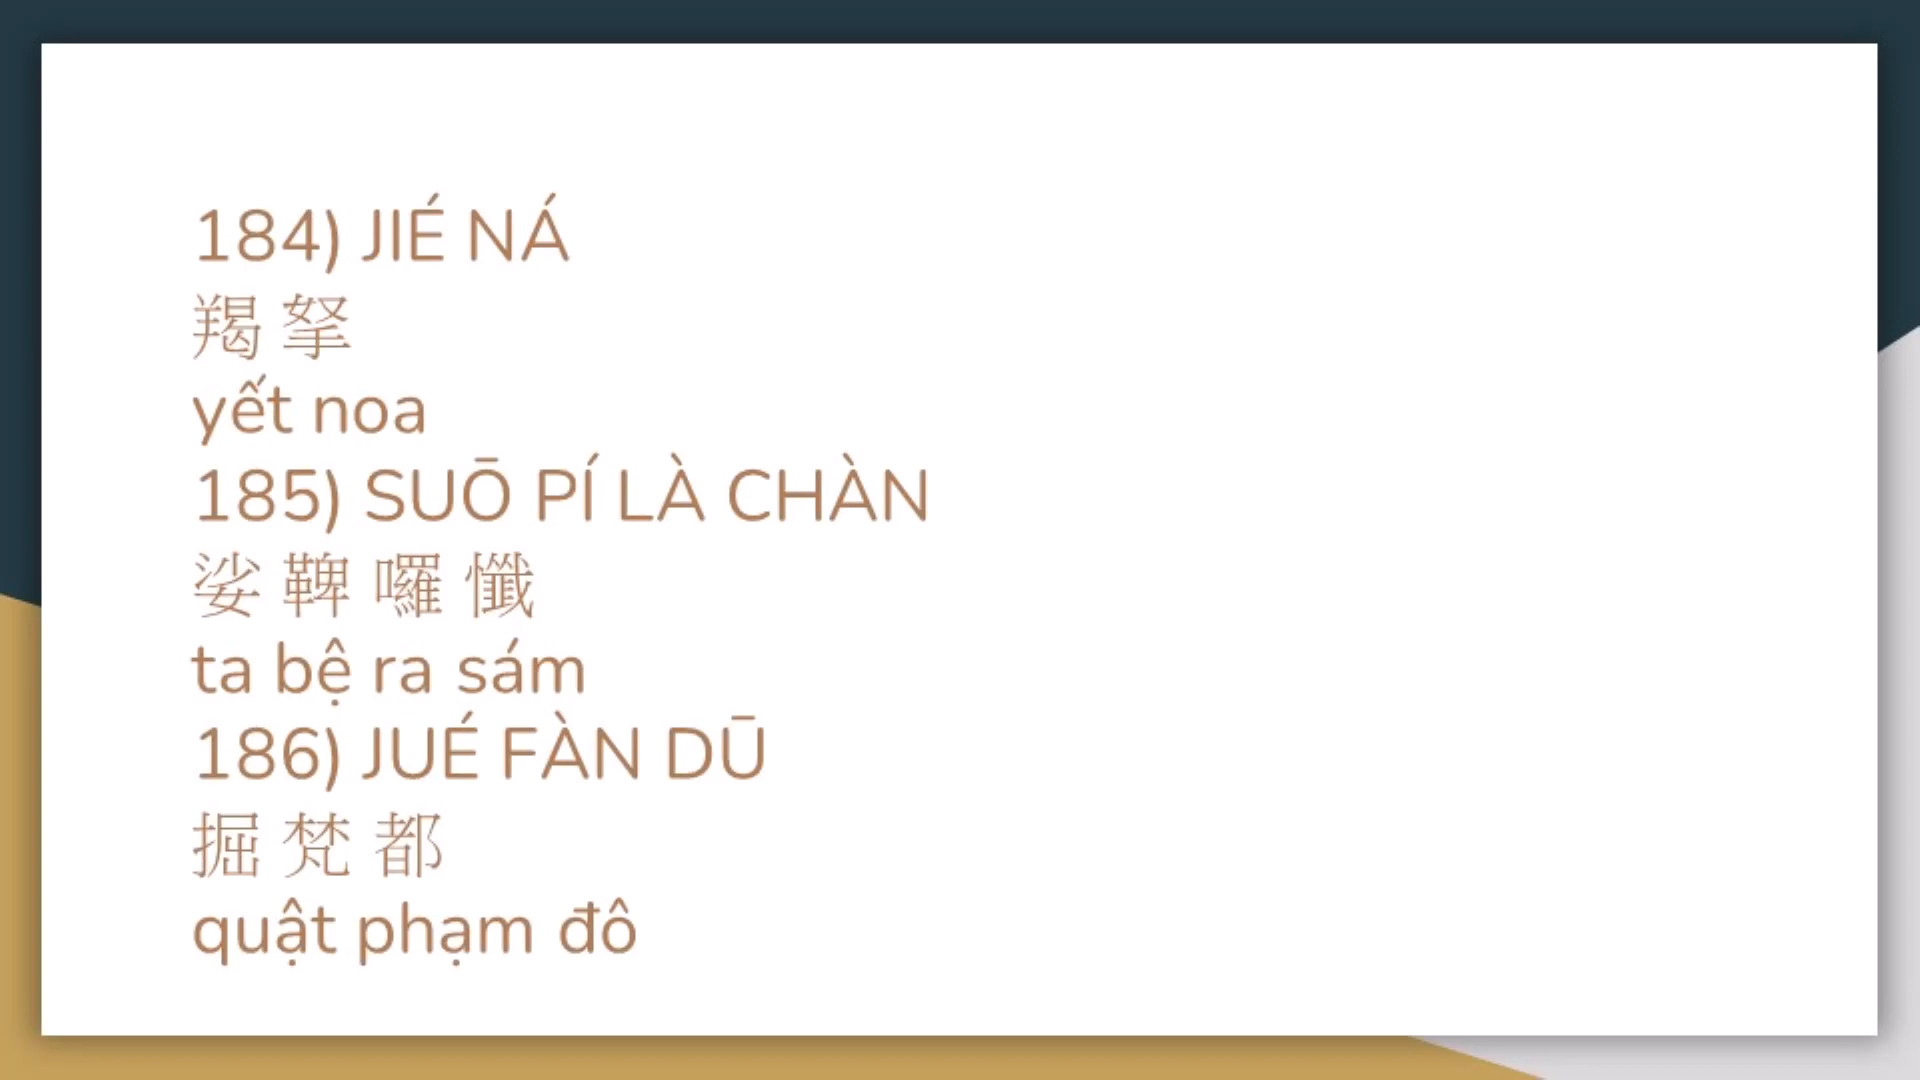 184) JIÉ NÁ
羯 拏
yết noa
185) SUŌ PÍ LÀ CHÀN
娑 鞞 囉 懺
ta bệ ra sám
186) JUÉ FÀN DŪ
掘 梵 都
quật phạm đô